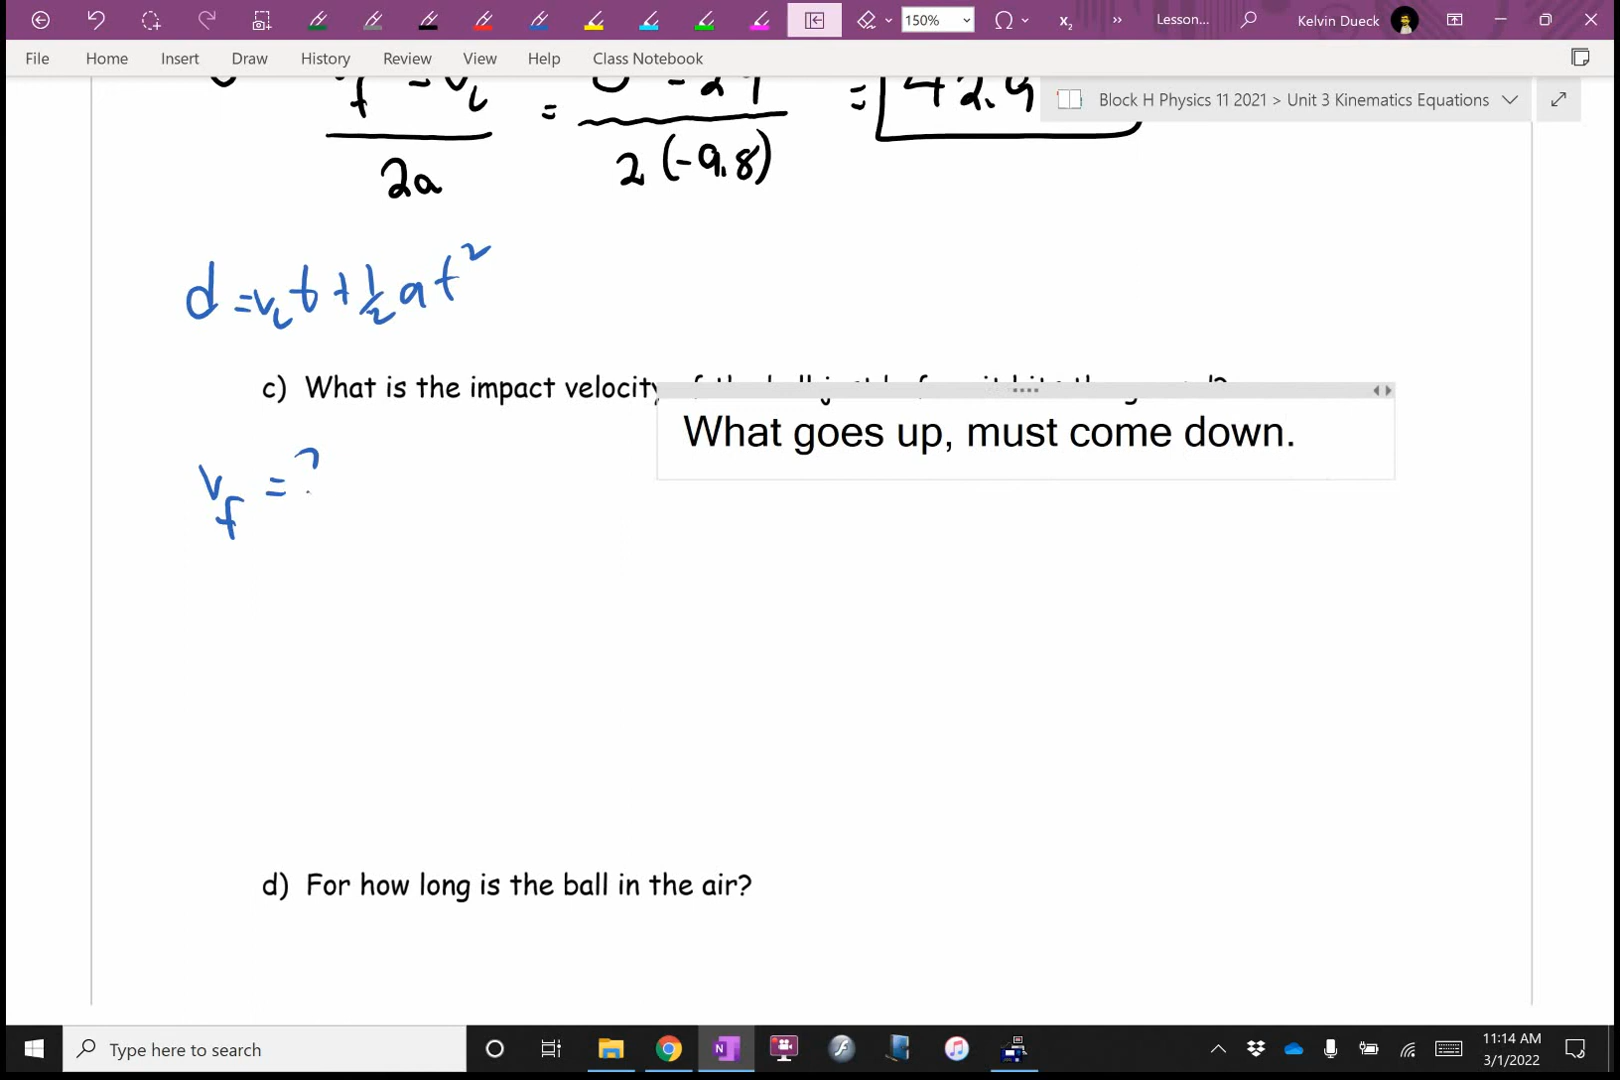 150%
Lesson...
Kelvin Dueck
File Home Insert Draw History Review View Help Class Notebook
Block H Physics 11 2021 > Unit 3 Kinematics Equations
= = 42.9
2a 2(-9.8)
d = vᵢt + ½at²
c) What is the impact velocity
What goes up, must come down.
v_f = ?
d) For how long is the ball in the air?
Type here to search
11:14 AM
3/1/2022